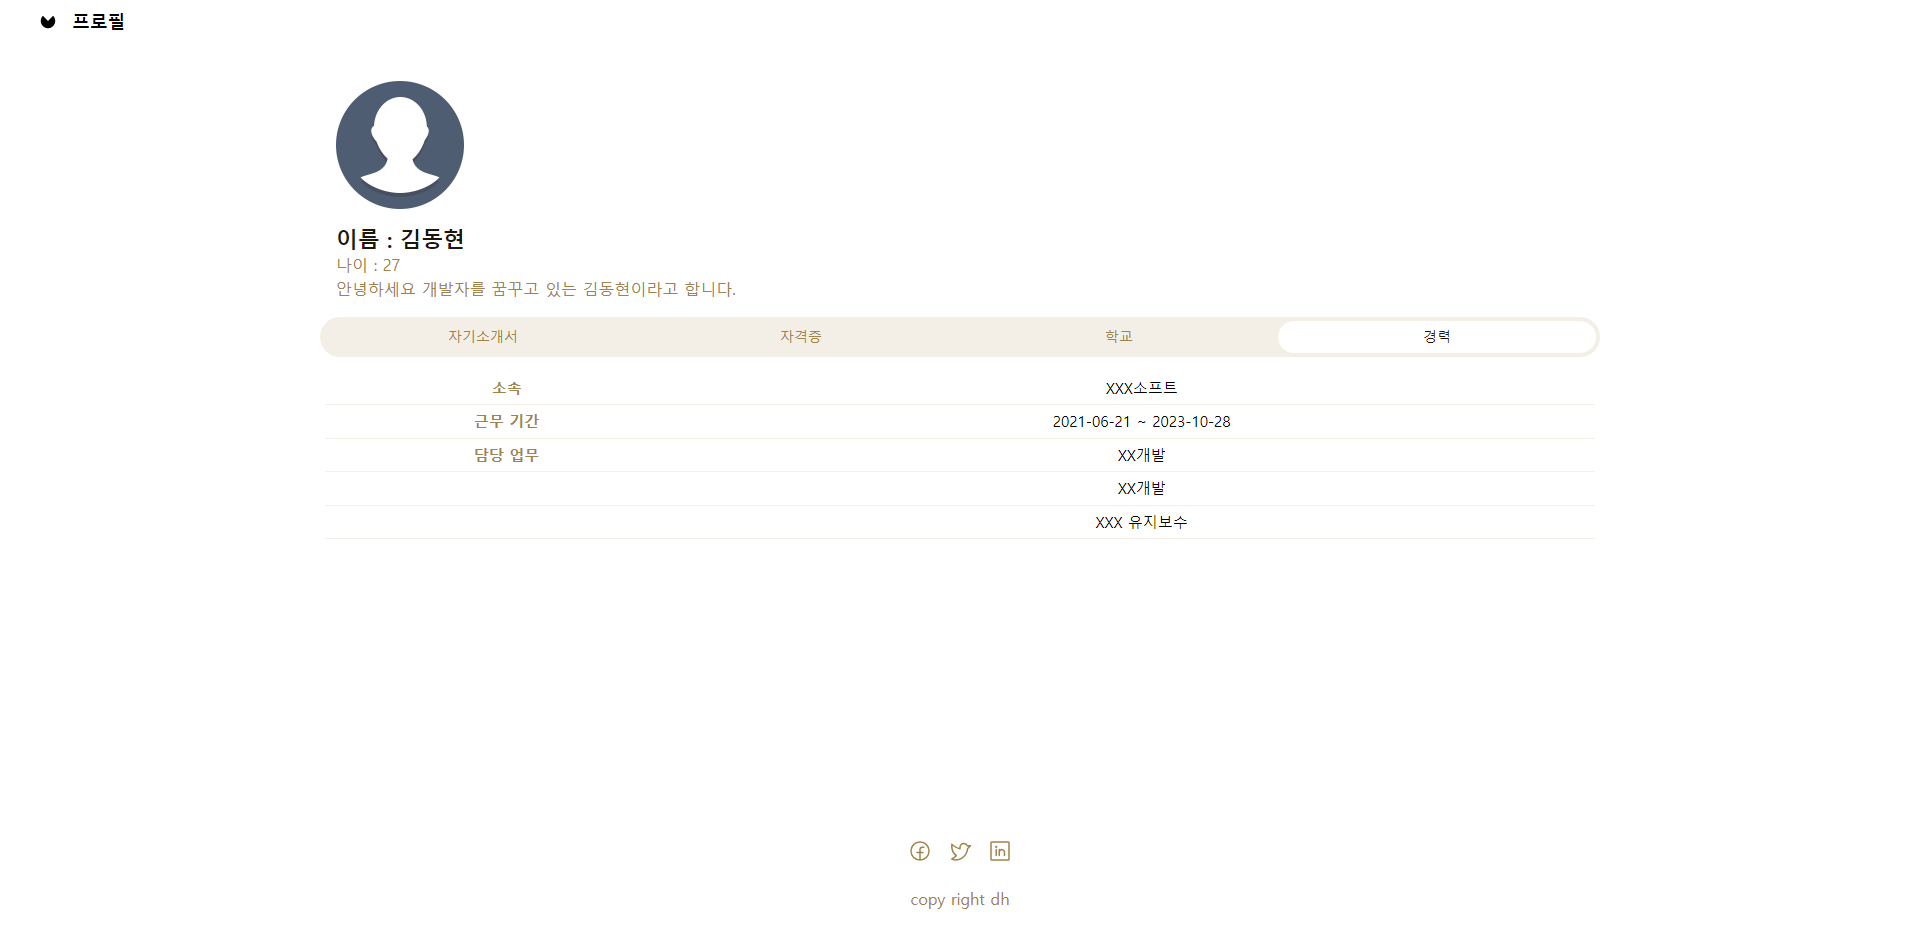 프로필
이름 : 김동현
나이 : 27
안녕하세요 개발자를 꿈꾸고 있는 김동현이라고 합니다.
자기소개서 자격증 학교 경력
소속 XXX소프트
근무 기간 2021-06-21 ~ 2023-10-28
담당 업무 XX개발
XX개발
XXX 유지보수
copy right dh